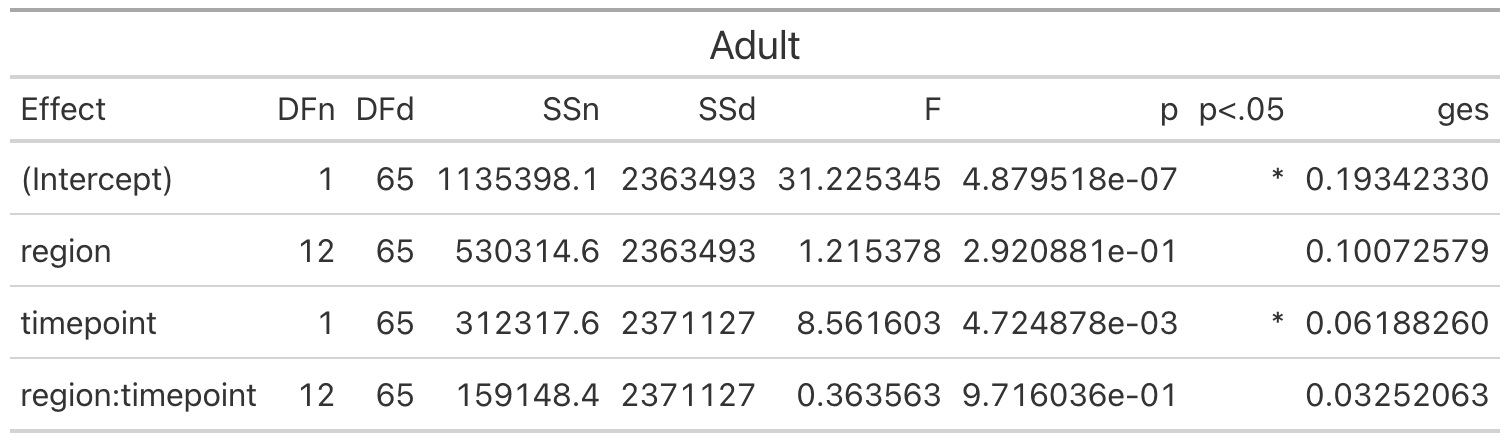 Adult
Effect DFn DFd SSn SSd F p p<.05 ges
(Intercept) 1 65 1135398.1 2363493 31.225345 4.879518e-07 * 0.19342330
region 12 65 530314.6 2363493 1.215378 2.920881e-01 0.10072579
timepoint 1 65 312317.6 2371127 8.561603 4.724878e-03 * 0.06188260
region:timepoint 12 65 159148.4 2371127 0.363563 9.716036e-01 0.03252063